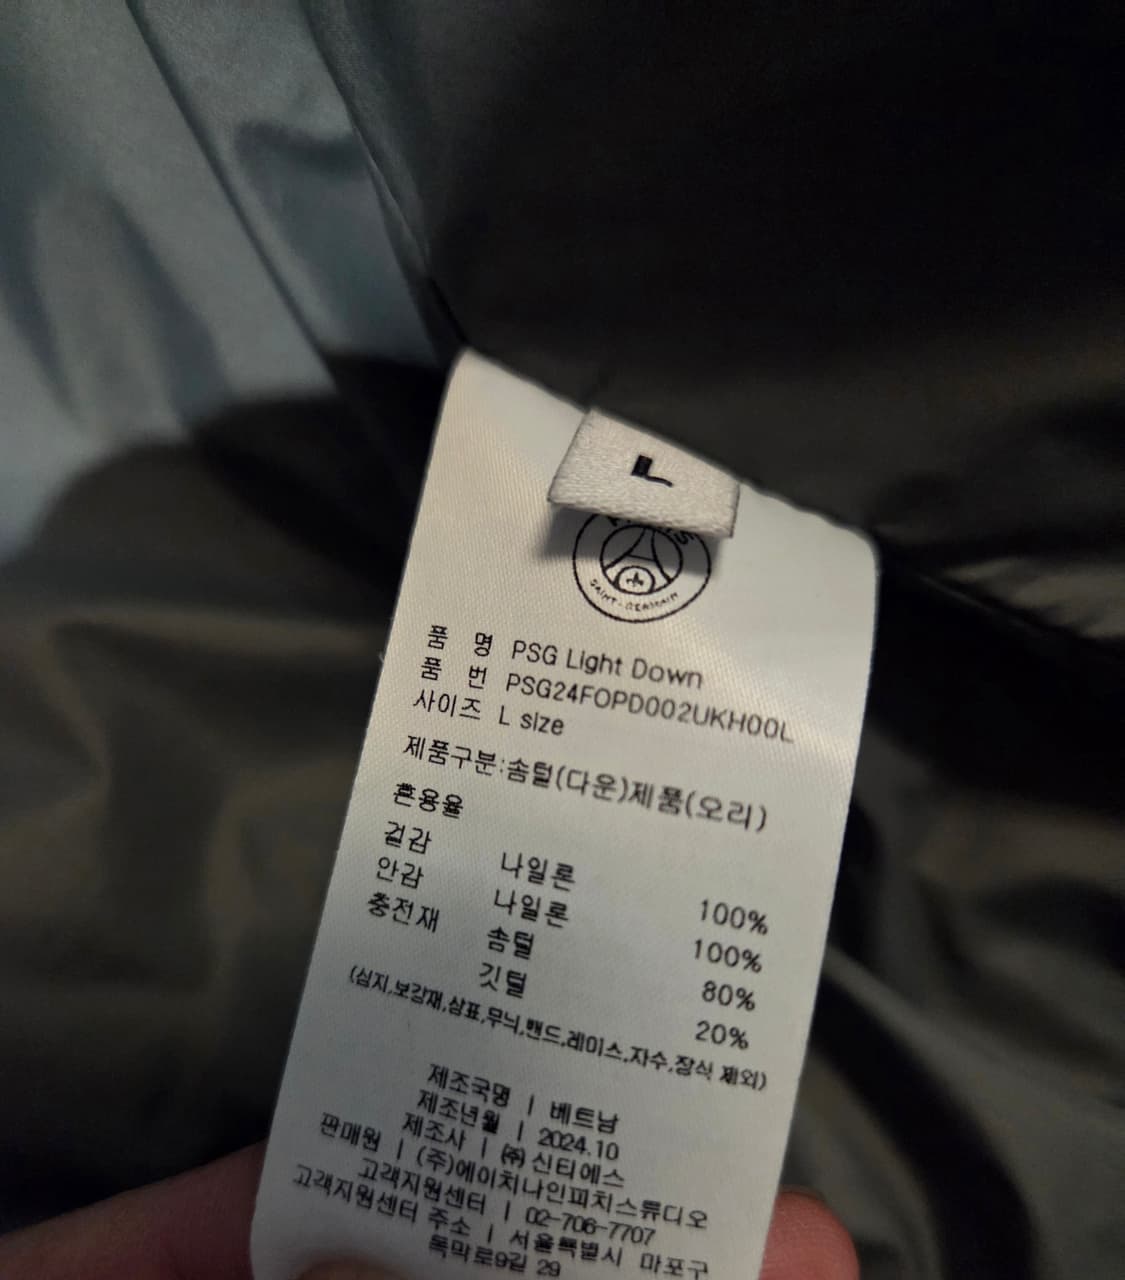 L
SAINT-GERMAIN
품 명 PSG Light Down
품 번 PSG24FOPD002UKH00L
사이즈 L size
제품구분:솜털(다운)제품(오리)
혼용율
겉감 나일론 100%
안감 나일론 100%
충전재 솜털 80%
깃털 20%
(심지,보강재,상표,무늬,밴드,레이스,자수,장식 제외)
제조국명 | 베트남
제조년월 | 2024.10
제조사 | ㈜ 신티에스
판매원 | (주)에이치나인피치스튜디오
고객지원센터 | 02-706-7707
고객지원센터 주소 | 서울특별시 마포구
독막로9길 29